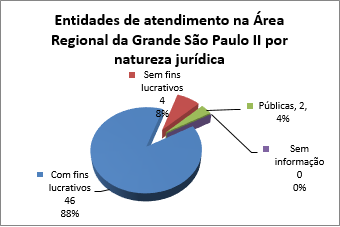 Entidades de atendimento na Área
Regional da Grande São Paulo II por
natureza jurídica
Sem fins
lucrativos
4
8%
Públicas, 2,
4%
Sem
informação
0
0%
Com fins
lucrativos
46
88%